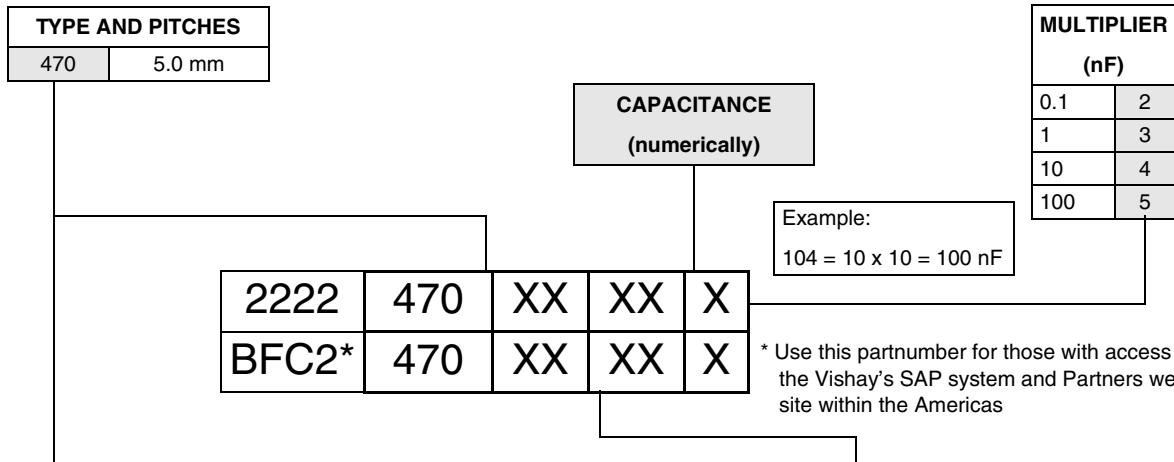 TYPE AND PITCHES
470 5.0 mm
MULTIPLIER
(nF)
0.1 2
1 3
10 4
100 5
CAPACITANCE
(numerically)
Example:
104 = 10 x 10 = 100 nF
2222 470 XX XX X
BFC2* 470 XX XX X
* Use this partnumber for those with access
the Vishay's SAP system and Partners we
site within the Americas